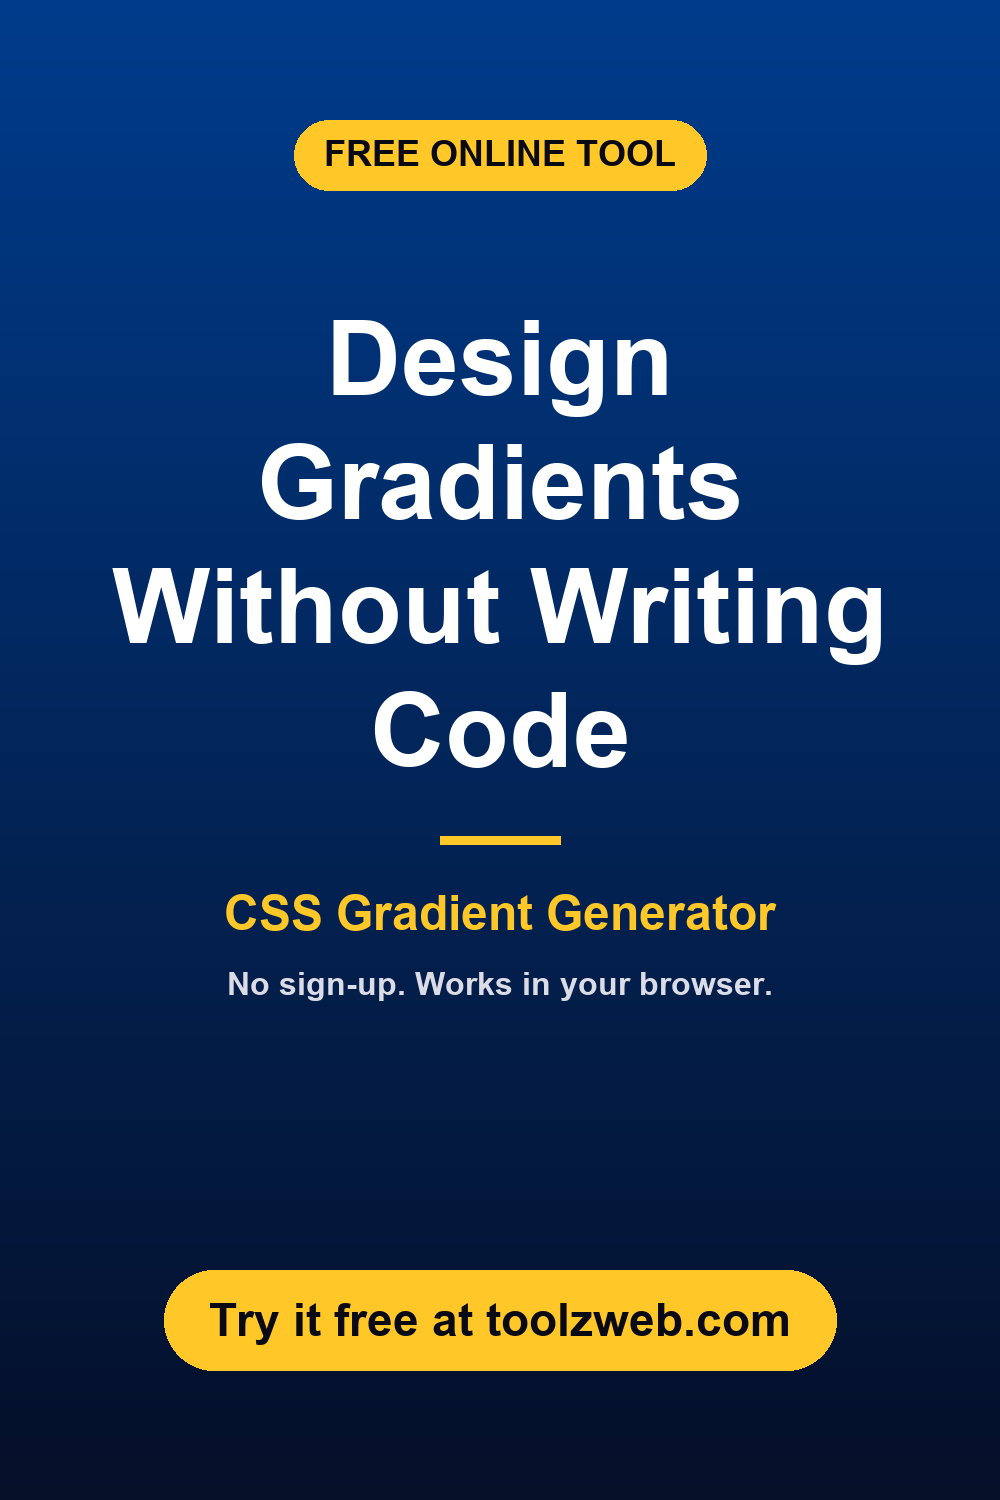 FREE ONLINE TOOL
Design
Gradients
Without Writing
Code
CSS Gradient Generator
No sign-up. Works in your browser.
Try it free at toolzweb.com